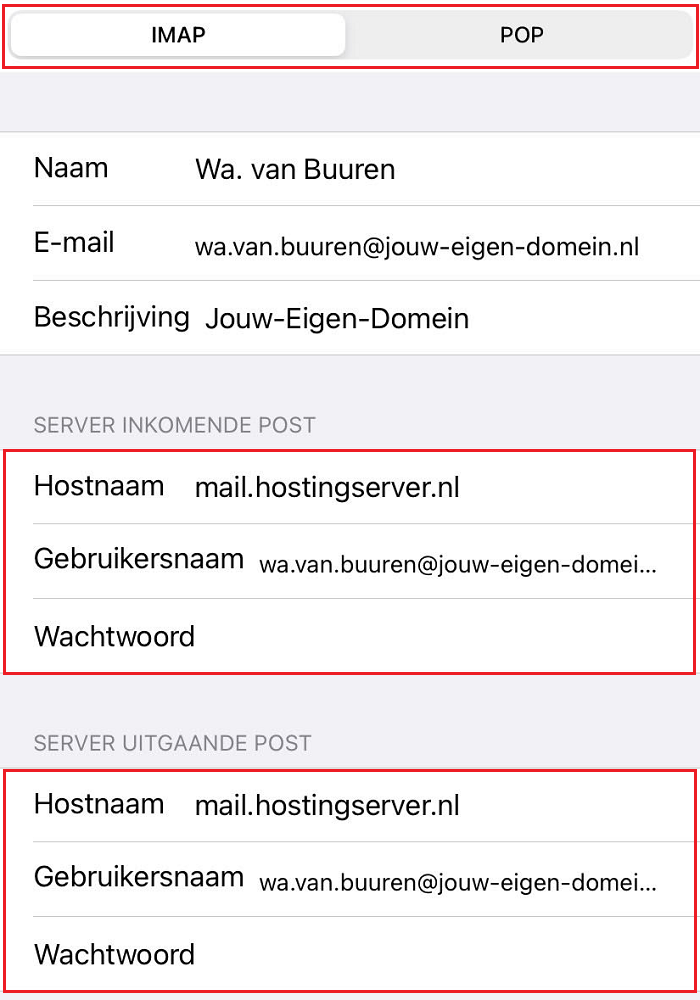 IMAP POP
Naam Wa. van Buuren
E-mail wa.van.buuren@jouw-eigen-domein.nl
Beschrijving Jouw-Eigen-Domein
SERVER INKOMENDE POST
Hostnaam mail.hostingserver.nl
Gebruikersnaam wa.van.buuren@jouw-eigen-domei...
Wachtwoord
SERVER UITGAANDE POST
Hostnaam mail.hostingserver.nl
Gebruikersnaam wa.van.buuren@jouw-eigen-domei...
Wachtwoord